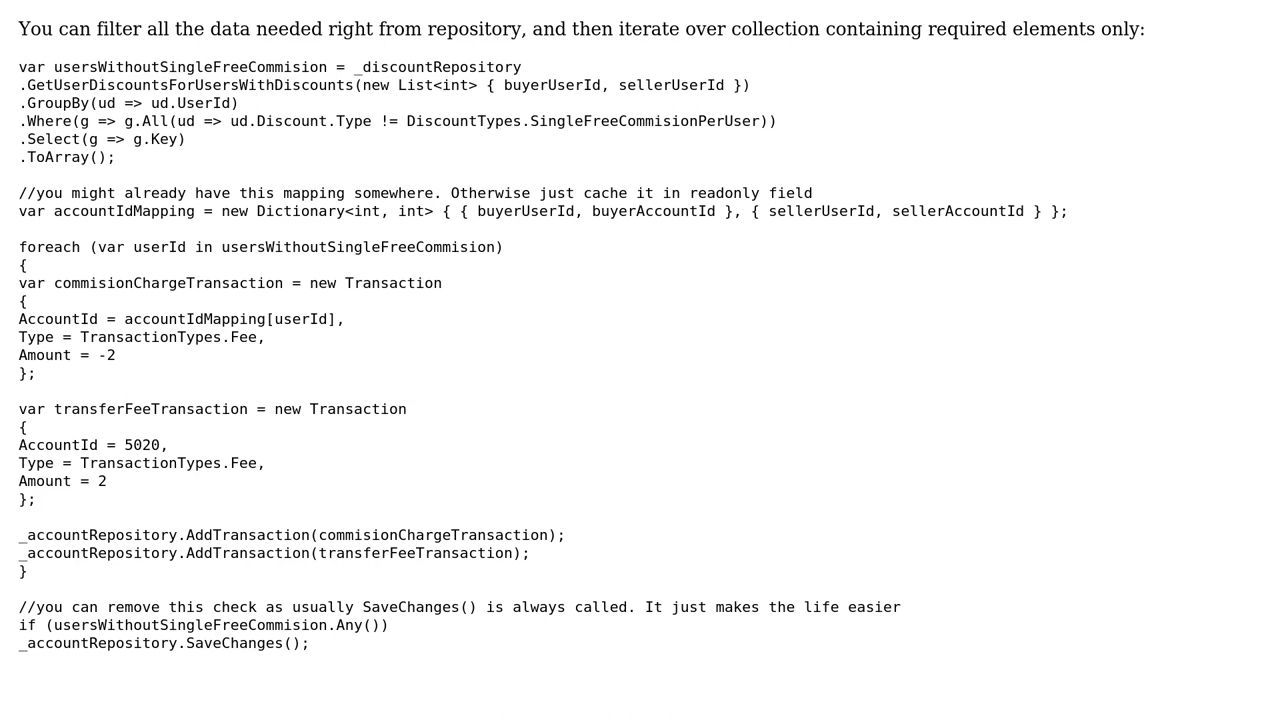 You can filter all the data needed right from repository, and then iterate over collection containing required elements only:
var usersWithoutSingleFreeCommision = _discountRepository
.GetUserDiscountsForUsersWithDiscounts(new List<int> { buyerUserId, sellerUserId })
.GroupBy(ud => ud.UserId)
.Where(g => g.All(ud => ud.Discount.Type != DiscountTypes.SingleFreeCommisionPerUser))
.Select(g => g.Key)
.ToArray();
//you might already have this mapping somewhere. Otherwise just cache it in readonly field
var accountIdMapping = new Dictionary<int, int> { { buyerUserId, buyerAccountId }, { sellerUserId, sellerAccountId } };
foreach (var userId in usersWithoutSingleFreeCommision)
{
var commisionChargeTransaction = new Transaction
{
AccountId = accountIdMapping[userId],
Type = TransactionTypes.Fee,
Amount = -2
};
var transferFeeTransaction = new Transaction
{
AccountId = 5020,
Type = TransactionTypes.Fee,
Amount = 2
};
_accountRepository.AddTransaction(commisionChargeTransaction);
_accountRepository.AddTransaction(transferFeeTransaction);
}
//you can remove this check as usually SaveChanges() is always called. It just makes the life easier
if (usersWithoutSingleFreeCommision.Any())
_accountRepository.SaveChanges();